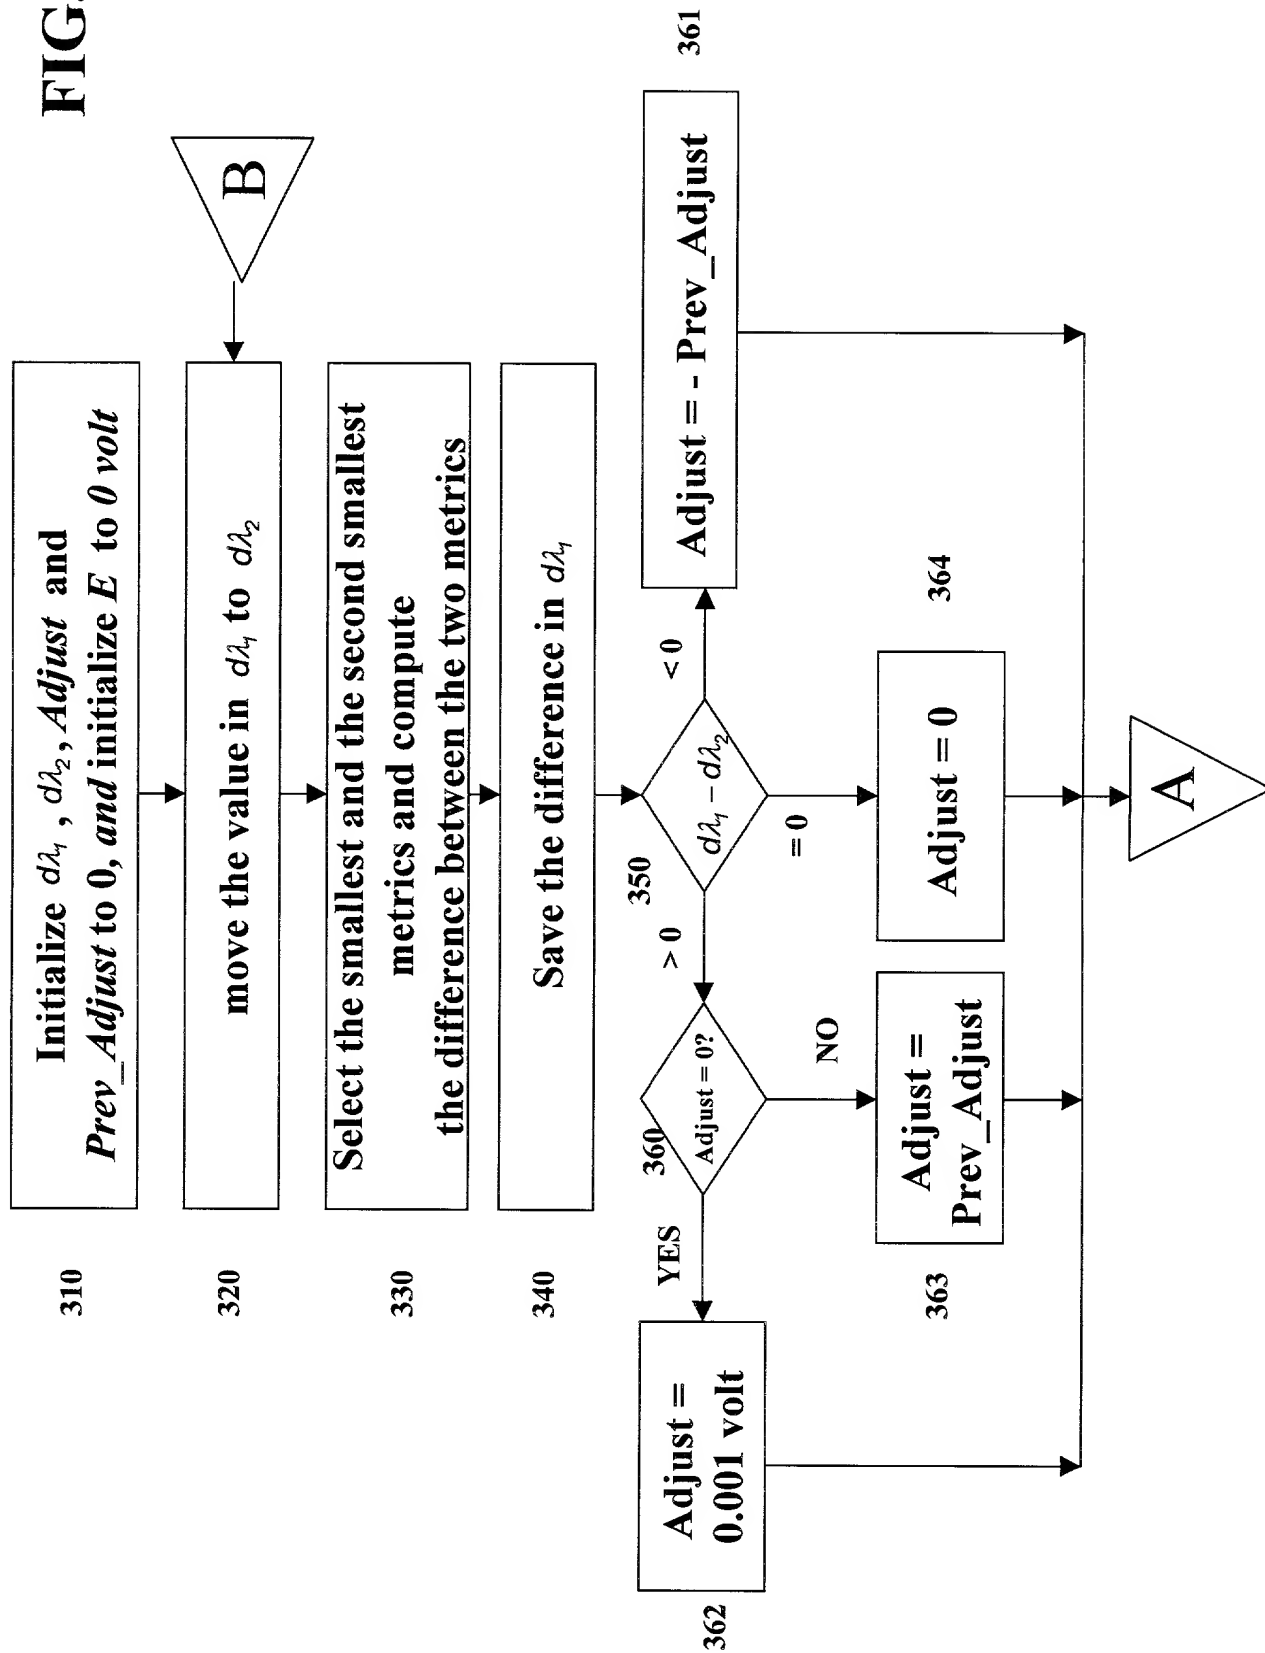 FIG.
310
Initialize dλ₁, dλ₂, Adjust and
Prev_Adjust to 0, and initialize E to 0 volt
B
320
move the value in dλ₁ to dλ₂
330
Select the smallest and the second smallest
metrics and compute
the difference between the two metrics
340
Save the difference in dλ₁
350
dλ₁ – dλ₂
> 0
= 0
< 0
360
Adjust = 0?
YES
NO
361
Adjust = - Prev_Adjust
362
Adjust =
0.001 volt
363
Adjust =
Prev_Adjust
364
Adjust = 0
A